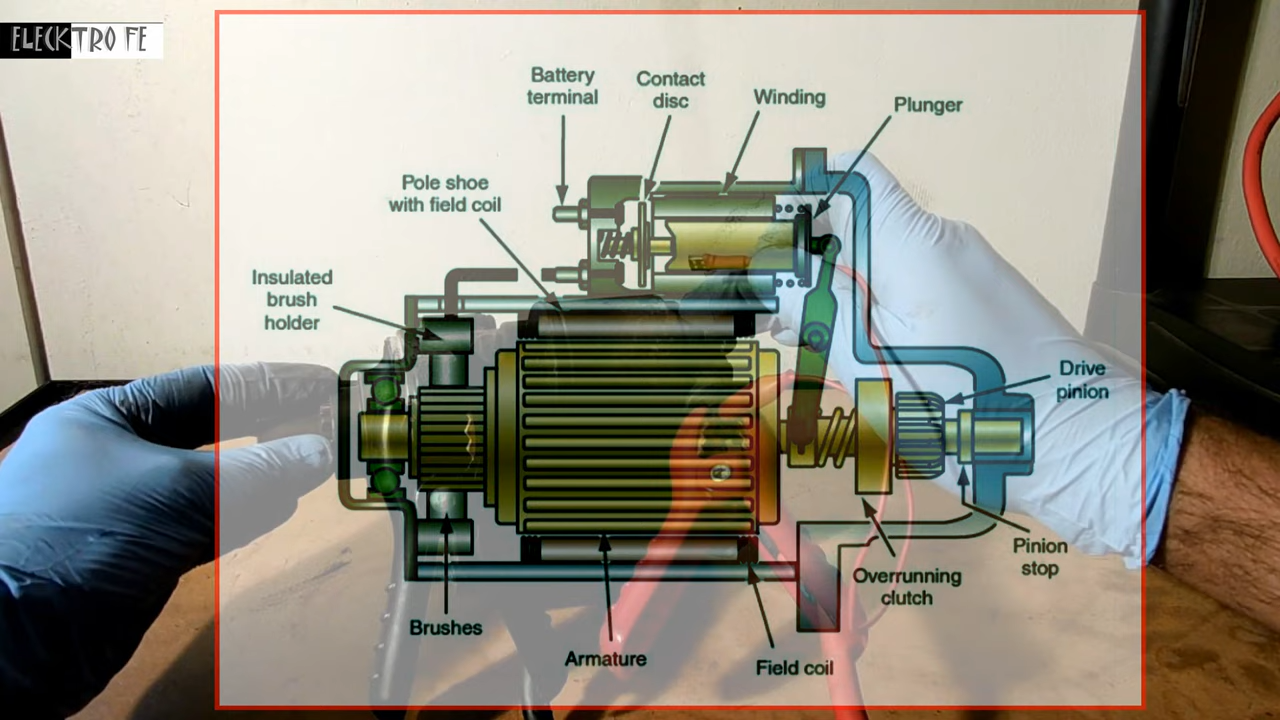 ELECKTRO FE
Battery
terminal
Contact
disc
Winding
Plunger
Pole shoe
with field coil
Insulated
brush
holder
Drive
pinion
Pinion
stop
Overrunning
clutch
Brushes
Armature
Field coil